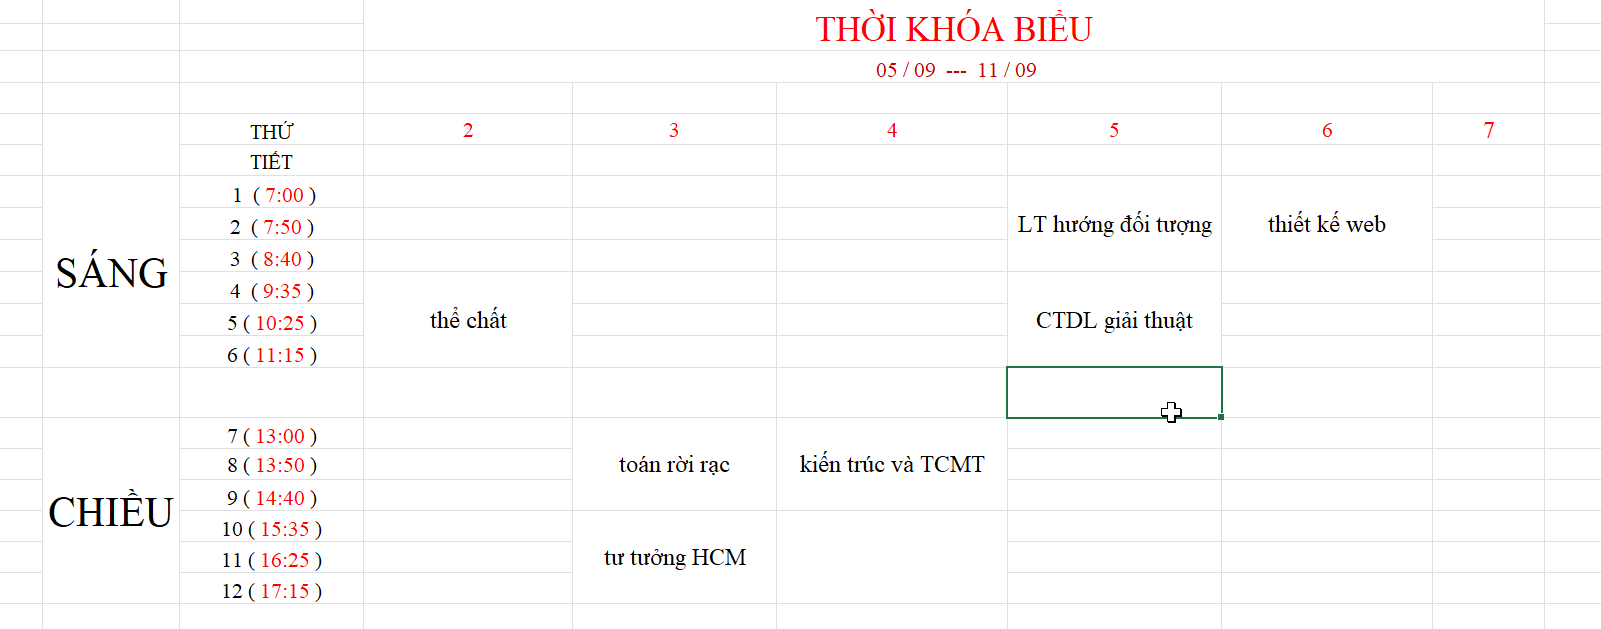 THỜI KHÓA BIỂU
05 / 09 --- 11 / 09
THỨ 2 3 4 5 6 7
TIẾT
SÁNG
1 ( 7:00 )
2 ( 7:50 )
LT hướng đối tượng
thiết kế web
3 ( 8:40 )
4 ( 9:35 )
5 ( 10:25 )
thể chất
CTDL giải thuật
6 ( 11:15 )
CHIỀU
7 ( 13:00 )
8 ( 13:50 )
toán rời rạc
kiến trúc và TCMT
9 ( 14:40 )
10 ( 15:35 )
11 ( 16:25 )
tư tưởng HCM
12 ( 17:15 )